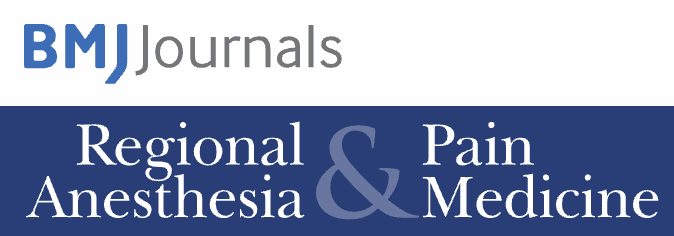 BMJ Journals
Regional & Pain
Anesthesia Medicine